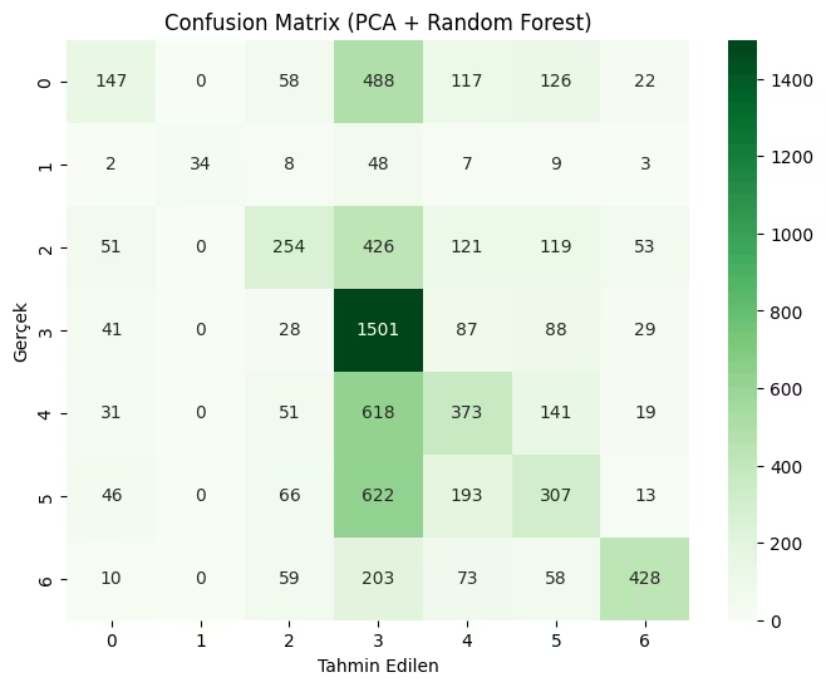 Confusion Matrix (PCA + Random Forest)
0 147 0 58 488 117 126 22
1 2 34 8 48 7 9 3
2 51 0 254 426 121 119 53
3 41 0 28 1501 87 88 29
4 31 0 51 618 373 141 19
5 46 0 66 622 193 307 13
6 10 0 59 203 73 58 428
0 1 2 3 4 5 6
Gerçek
Tahmin Edilen
1400
1200
1000
800
600
400
200
0